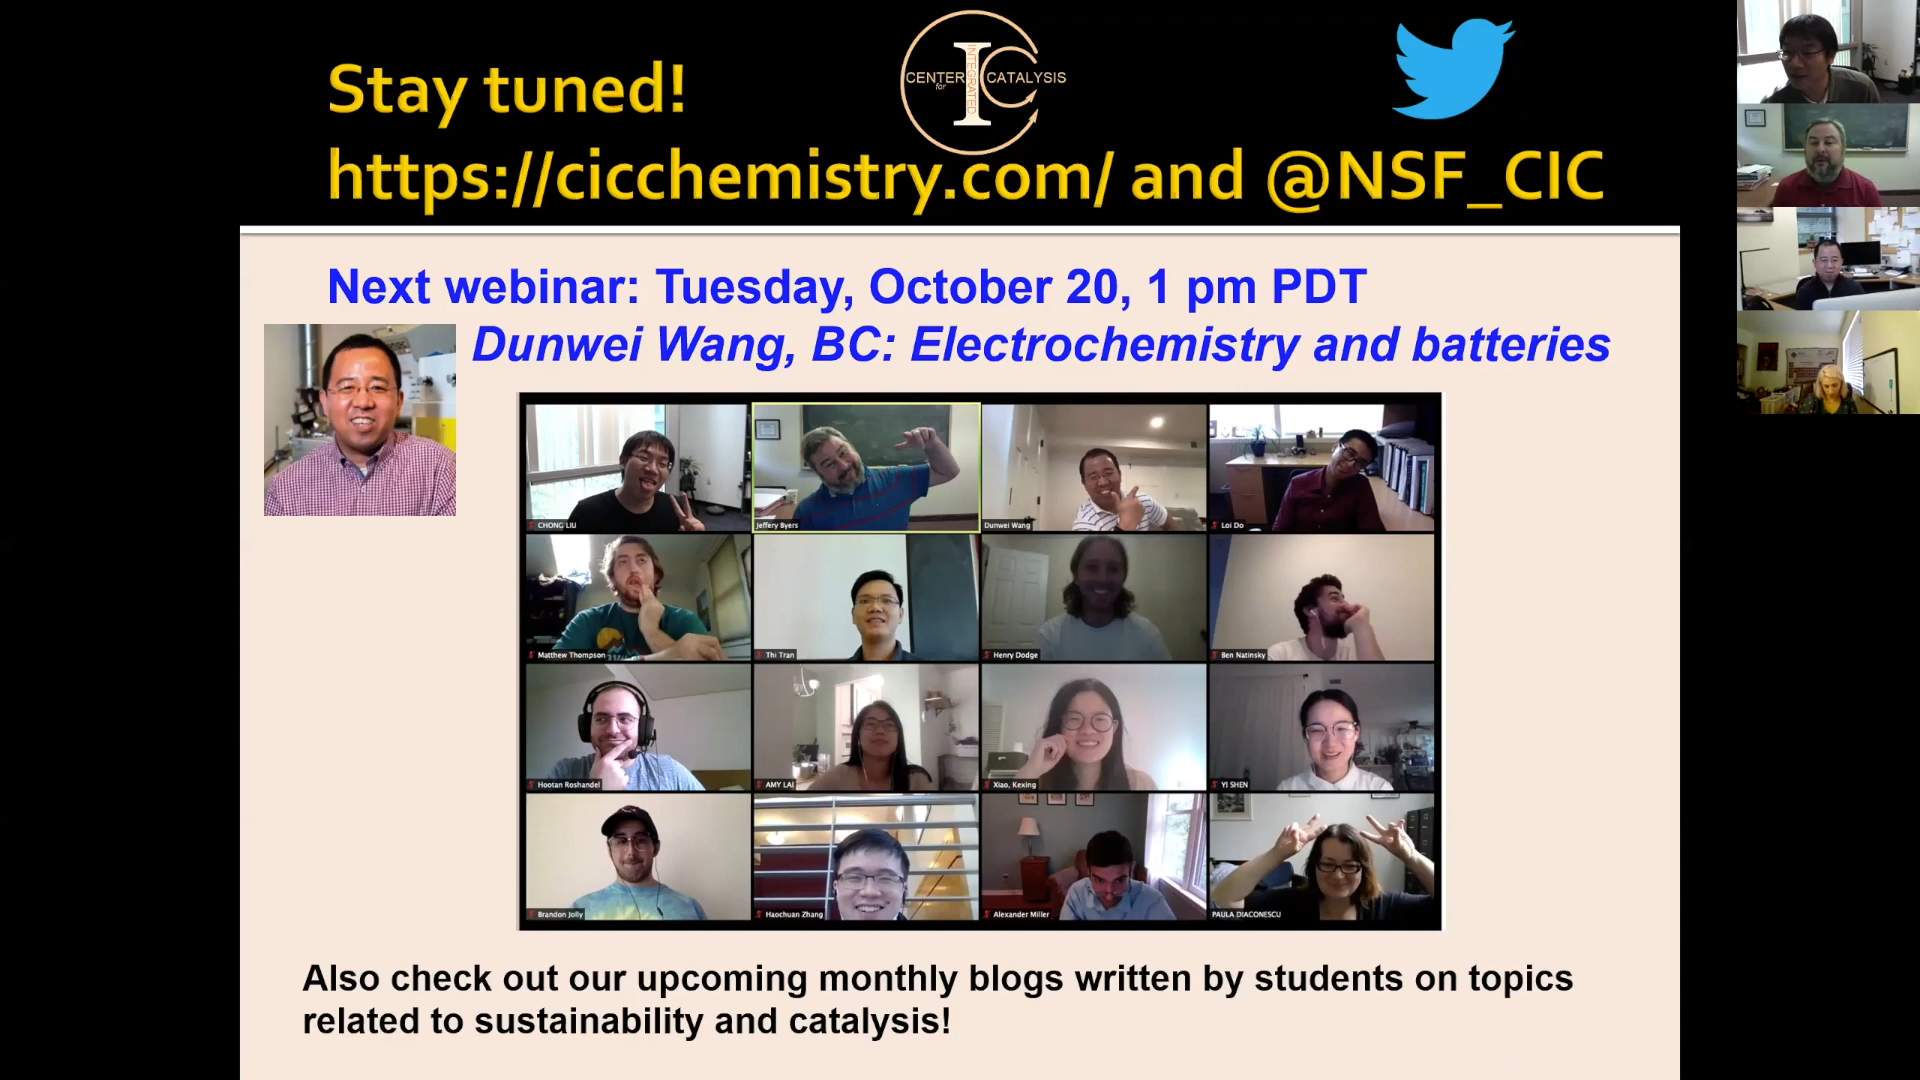 Stay tuned!
CENTER for INTEGRATED CATALYSIS
https://cicchemistry.com/ and @NSF_CIC
Next webinar: Tuesday, October 20, 1 pm PDT
Dunwei Wang, BC: Electrochemistry and batteries
CHONG LIU
Jeffery Byers
Dunwei Wang
Loi Do
Matthew Thompson
Thi Tran
Henry Dodge
Ben Natinsky
Hootan Roshandel
AMY LAI
Xiao, Kexing
YI SHEN
Brandon Jolly
Haochuan Zhang
Alexander Miller
PAULA DIACONESCU
Also check out our upcoming monthly blogs written by students on topics
related to sustainability and catalysis!